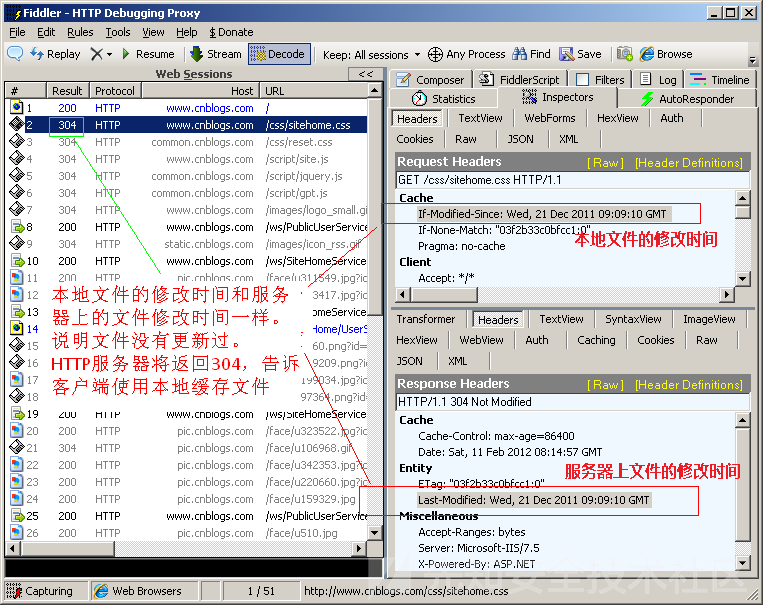 Fiddler - HTTP Debugging Proxy
File Edit Rules Tools View Help $ Donate
Replay Resume Stream Decode Keep: All sessions Any Process Find Save Browse
Web Sessions <<
# Result Protocol Host URL
1 200 HTTP www.cnblogs.com /
2 304 HTTP www.cnblogs.com /css/sitehome.css
3 304 HTTP common.cnblogs.com /css/reset.css
4 304 HTTP common.cnblogs.com /script/site.js
5 304 HTTP common.cnblogs.com /script/jquery.js
6 304 HTTP common.cnblogs.com /script/gpt.js
7 304 HTTP www.cnblogs.com /images/logo_small.gi
8 200 HTTP www.cnblogs.com /ws/PublicUserService
9 304 HTTP static.cnblogs.com /images/icon_rss.gif
10 200 HTTP www.cnblogs.com /ws/SiteHomeService
11 200 HTTP pic.cnblogs.com /face/u311549.jpg?id
12 3417.jpg?id
13
14 Home/UserS
15 60.png?id=
16 9209.png?id
17 199034.jpg?i
18 97364.png?id
19 200 HTTP www.cnblogs.com /ws/SiteHomeService
20 200 HTTP pic.cnblogs.com /face/u323522.jpg
21 304 HTTP pic.cnblogs.com /face/u106968.gif
22 200 HTTP pic.cnblogs.com /face/u342353.jpg
23 200 HTTP pic.cnblogs.com /face/u220660.jpg
24 200 HTTP pic.cnblogs.com /face/u159329.jpg
25 200 HTTP www.cnblogs.com /ws/PublicUserService
26 200 HTTP pic.cnblogs.com /face/u510.jpg
本地文件的修改时间和服务
器上的文件修改时间一样。
说明文件没有更新过。
HTTP服务器将返回304，告诉
客户端使用本地缓存文件
Composer FiddlerScript Filters Log Timeline
Statistics Inspectors AutoResponder
Headers TextView WebForms HexView Auth
Cookies Raw JSON XML
Request Headers [ Raw ] [Header Definitions]
GET /css/sitehome.css HTTP/1.1
Cache
If-Modified-Since: Wed, 21 Dec 2011 09:09:10 GMT
If-None-Match: "03f2b33c0bfcc1:0"
Pragma: no-cache
本地文件的修改时间
Client
Accept: */*
Transformer Headers TextView SyntaxView ImageView
HexView WebView Auth Caching Cookies Raw
JSON XML
Response Headers [ Raw ] [Header Definitions]
HTTP/1.1 304 Not Modified
Cache
Cache-Control: max-age=86400
Date: Sat, 11 Feb 2012 08:14:57 GMT
Entity
服务器上文件的修改时间
ETag: "03f2b33c0bfcc1:0"
Last-Modified: Wed, 21 Dec 2011 09:09:10 GMT
Miscellaneous
Accept-Ranges: bytes
Server: Microsoft-IIS/7.5
X-Powered-By: ASP.NET
Capturing Web Browsers 1 / 51 http://www.cnblogs.com/css/sitehome.css